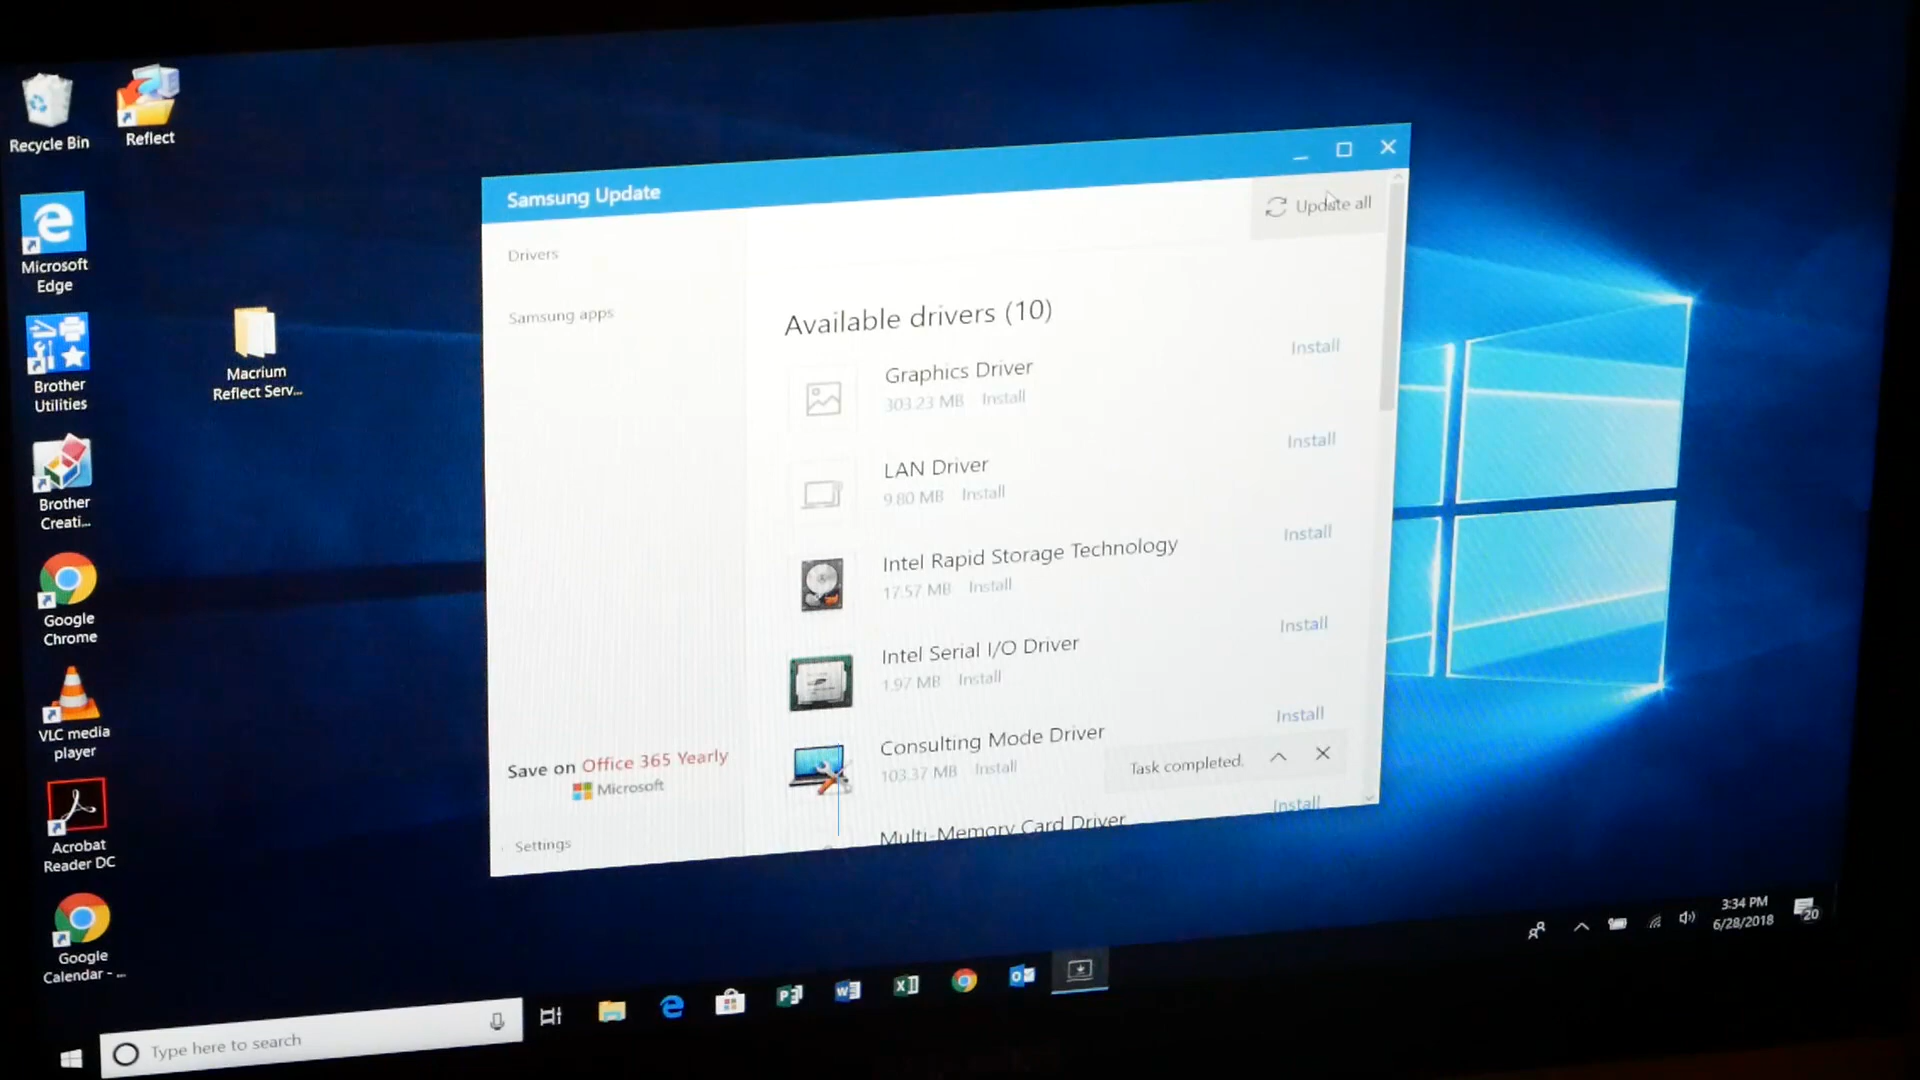 Recycle Bin
Reflect
Microsoft
Edge
Brother
Utilities
Macrium
Reflect Serv...
Brother
Creati...
Google
Chrome
VLC media
player
Acrobat
Reader DC
Google
Calendar - ...
Samsung Update
Update all
Drivers
Samsung apps
Available drivers (10)
Graphics Driver
303.23 MB Install
Install
LAN Driver
9.80 MB Install
Install
Intel Rapid Storage Technology
17.57 MB Install
Install
Intel Serial I/O Driver
1.97 MB Install
Install
Consulting Mode Driver
103.37 MB Install
Install
Task completed.
Multi-Memory Card Driver
Install
Save on Office 365 Yearly
Microsoft
Settings
Type here to search
3:34 PM
6/28/2018
20